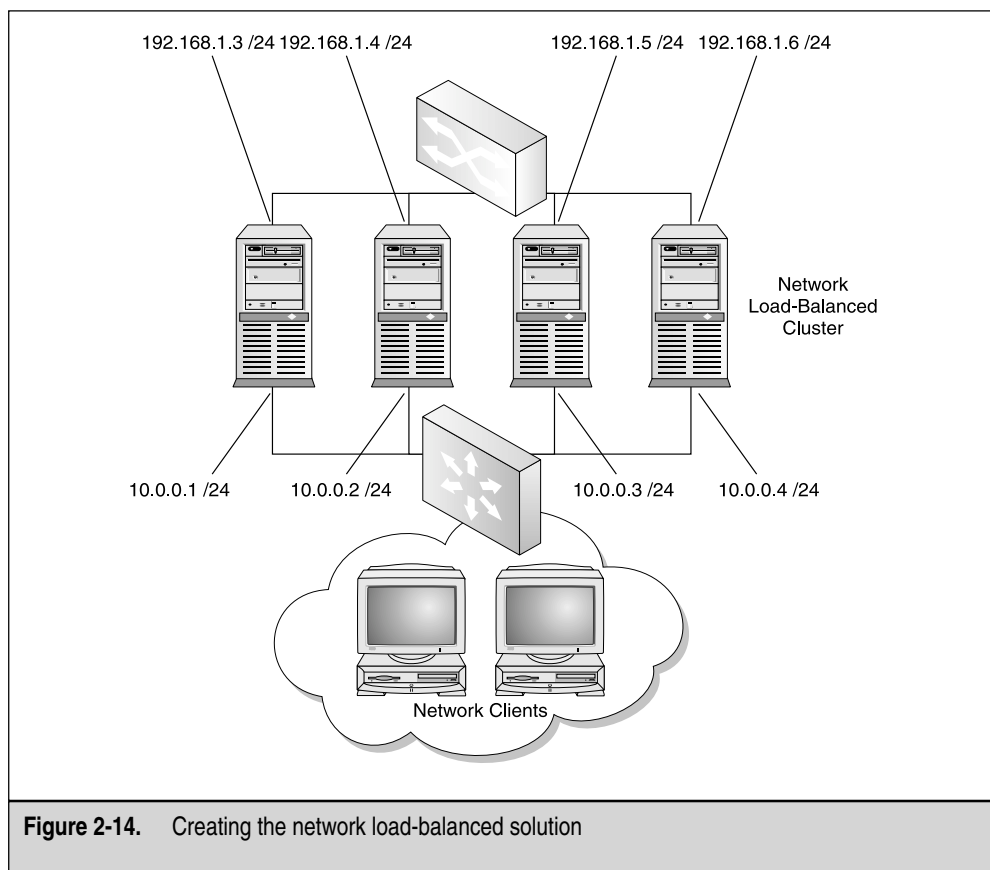 192.168.1.3 /24 192.168.1.4 /24 192.168.1.5 /24 192.168.1.6 /24
Network
Load-Balanced
Cluster
10.0.0.1 /24 10.0.0.2 /24 10.0.0.3 /24 10.0.0.4 /24
Network Clients
Figure 2-14. Creating the network load-balanced solution